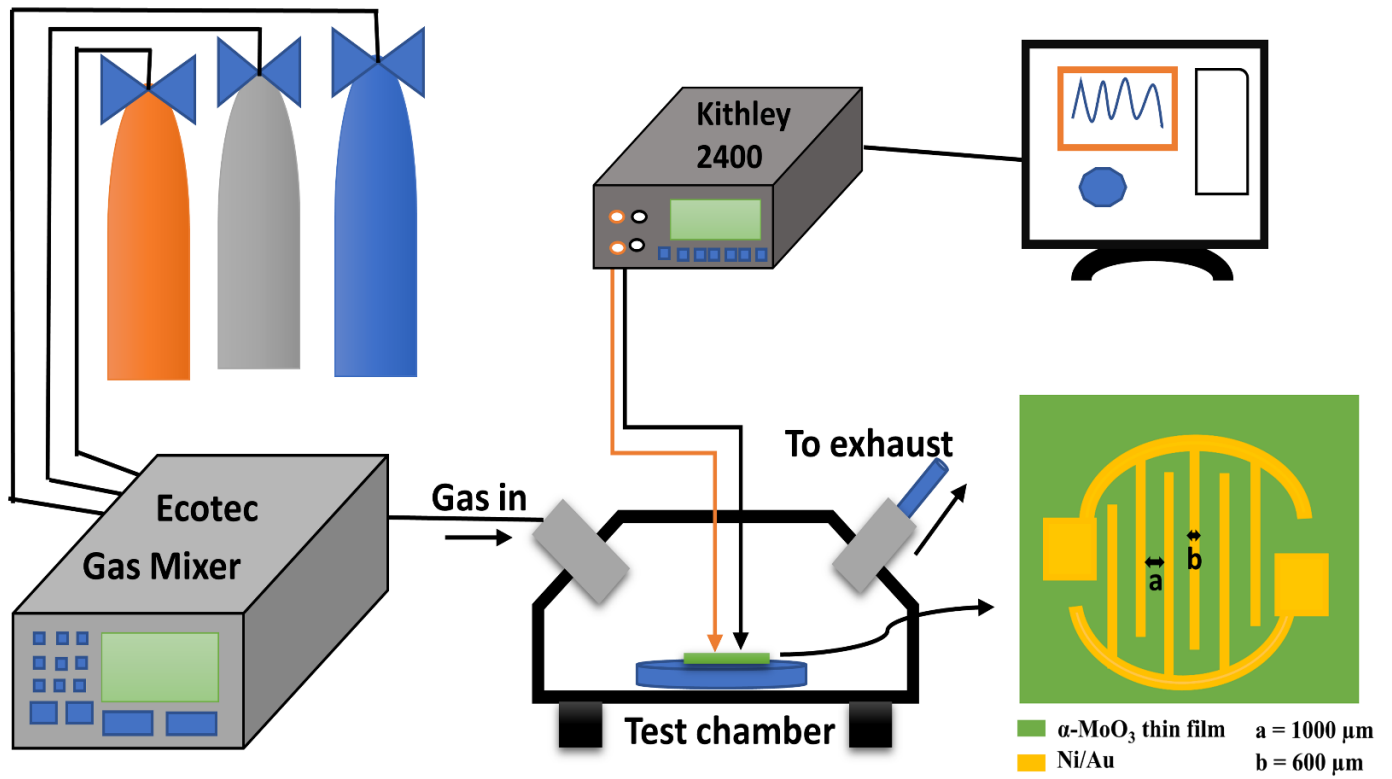 Kithley
2400
Ecotec
Gas Mixer
Gas in
To exhaust
Test chamber
a
b
α-MoO₃ thin film
a = 1000 μm
Ni/Au
b = 600 μm